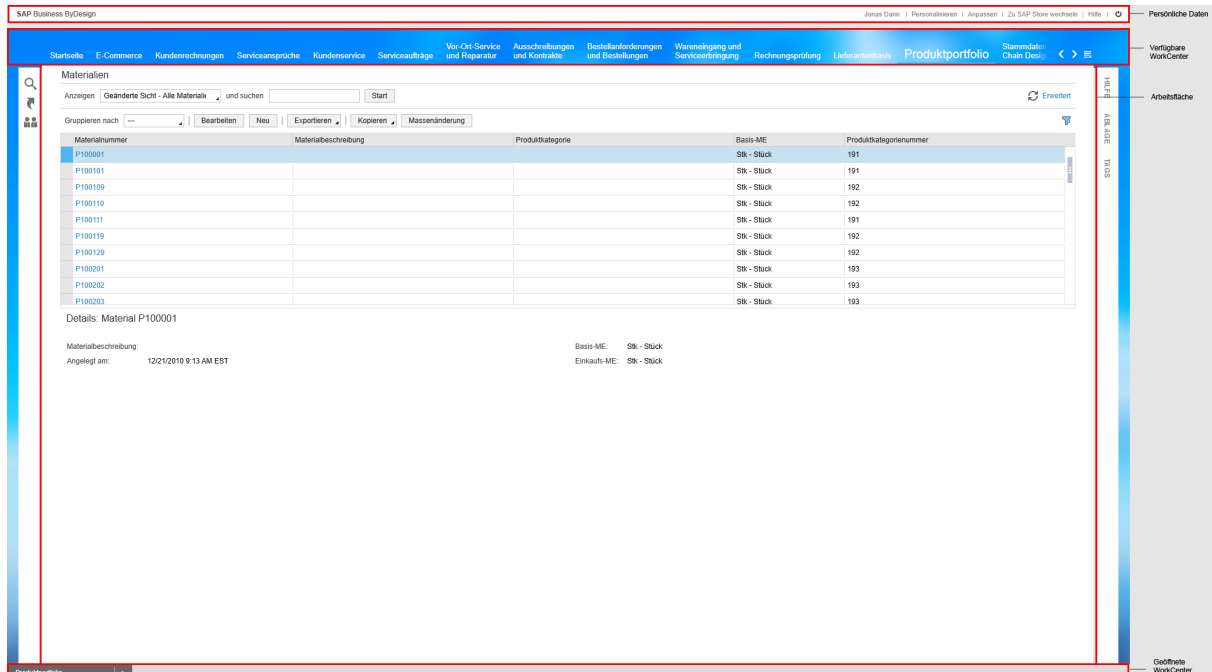 SAP Business ByDesign
Jonas Dann | Personalisieren | Anpassen | Zu SAP Store wechseln | Hilfe |
Persönliche Daten
Startseite E-Commerce Kundenrechnungen Serviceansprüche Kundenservice Serviceaufträge Vor-Ort-Service und Reparatur Ausschreibungen und Kontrakte Bestellanforderungen und Bestellungen Wareneingang und Serviceerbringung Rechnungsprüfung Lieferantenbasis Produktportfolio Stammdaten Chain Desig
Verfügbare
WorkCenter
Materialien
Anzeigen Geänderte Sicht - Alle Materialie und suchen Start Erweitert
Arbeitsfläche
HILFE
ABLAGE
TAGS
Gruppieren nach --- | Bearbeiten Neu | Exportieren | Kopieren Massenänderung
Materialnummer Materialbeschreibung Produktkategorie Basis-ME Produktkategorienummer
P100001 Stk - Stück 191
P100101 Stk - Stück 191
P100109 Stk - Stück 192
P100110 Stk - Stück 192
P100111 Stk - Stück 191
P100119 Stk - Stück 192
P100129 Stk - Stück 192
P100201 Stk - Stück 193
P100202 Stk - Stück 193
P100203 Stk - Stück 193
Details: Material P100001
Materialbeschreibung: Basis-ME: Stk - Stück
Angelegt am: 12/21/2010 9:13 AM EST Einkaufs-ME: Stk - Stück
Geöffnete
WorkCenter
Produktportfolio